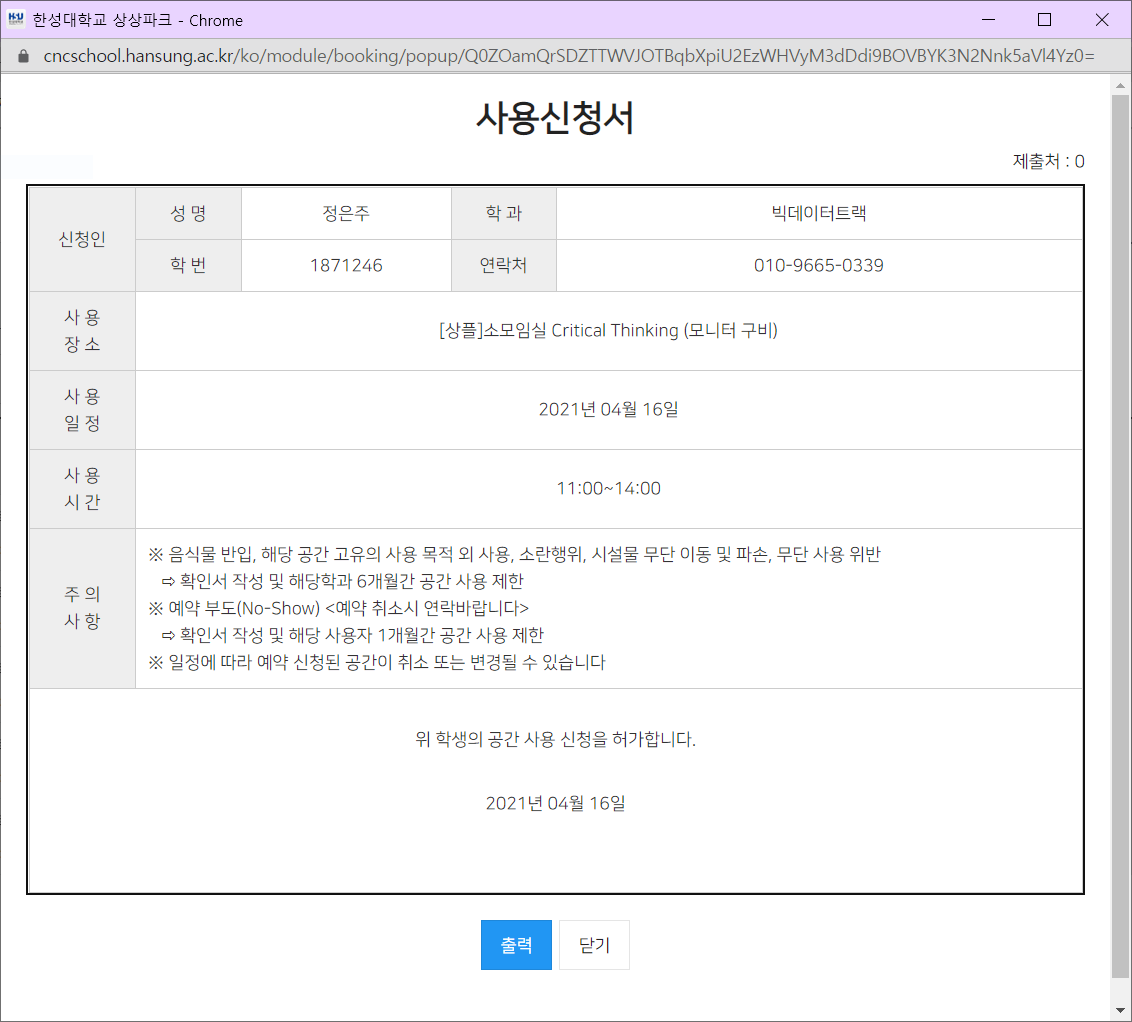 한성대학교 상상파크 - Chrome
cncschool.hansung.ac.kr/ko/module/booking/popup/Q0ZOamQrSDZTTWVJOTBqbXpiU2EzWHVyM3dDdi9BOVBYK3N2Nnk5aVl4Yz0=
사용신청서
제출처 : 0
신청인
성 명
정은주
학 과
빅데이터트랙
학 번
1871246
연락처
010-9665-0339
사 용
장 소
[상플]소모임실 Critical Thinking (모니터 구비)
사 용
일 정
2021년 04월 16일
사 용
시 간
11:00~14:00
주 의
사 항
※ 음식물 반입, 해당 공간 고유의 사용 목적 외 사용, 소란행위, 시설물 무단 이동 및 파손, 무단 사용 위반
⇨ 확인서 작성 및 해당학과 6개월간 공간 사용 제한
※ 예약 부도(No-Show) <예약 취소시 연락바랍니다>
⇨ 확인서 작성 및 해당 사용자 1개월간 공간 사용 제한
※ 일정에 따라 예약 신청된 공간이 취소 또는 변경될 수 있습니다
위 학생의 공간 사용 신청을 허가합니다.
2021년 04월 16일
출력
닫기